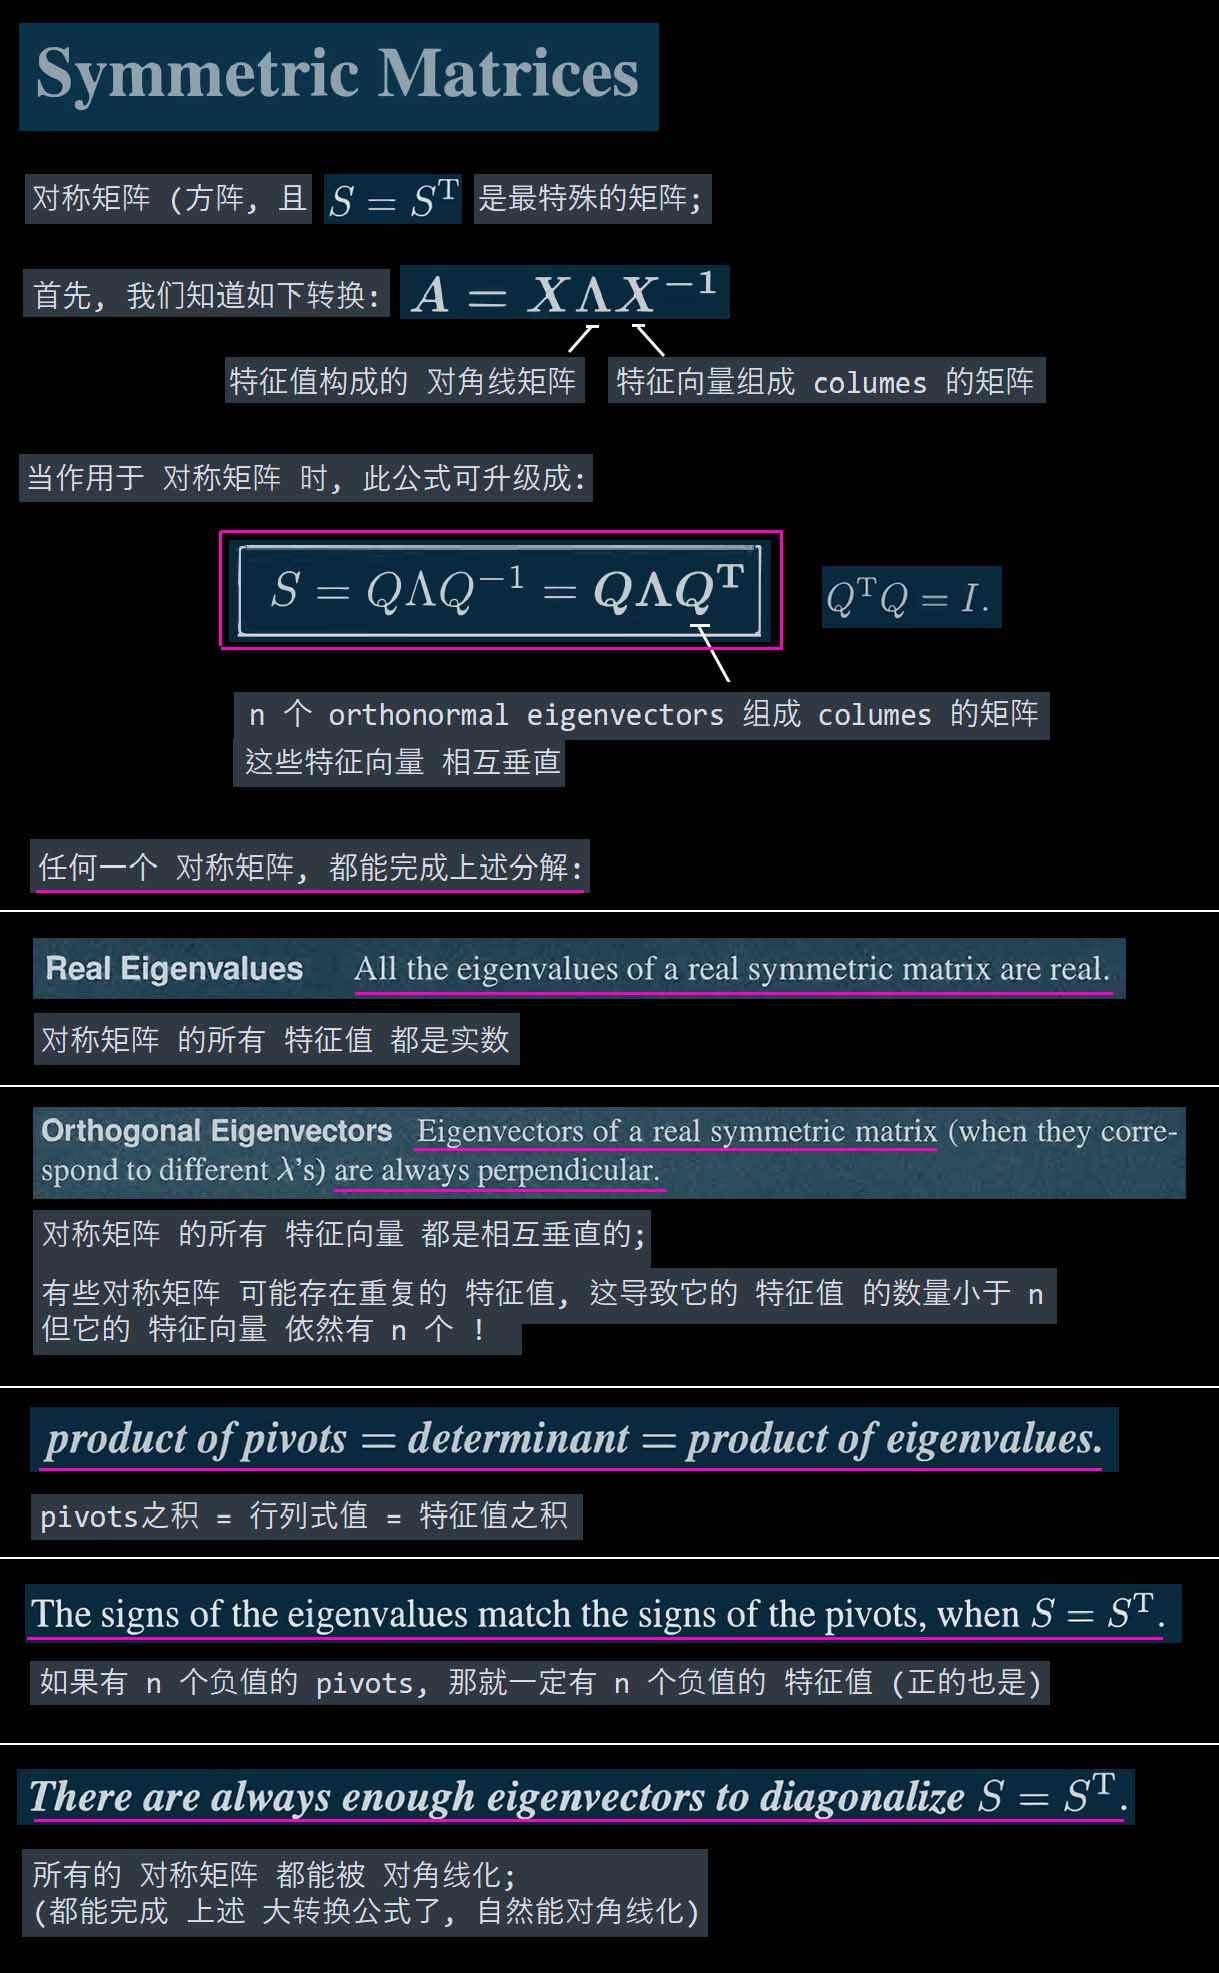 Symmetric Matrices
对称矩阵 (方阵, 且 S = Sᵀ 是最特殊的矩阵;
首先, 我们知道如下转换: A = XΛX⁻¹
特征值构成的 对角线矩阵 特征向量组成 columes 的矩阵
当作用于 对称矩阵 时, 此公式可升级成:
S = QΛQ⁻¹ = QΛQᵀ QᵀQ = I.
n 个 orthonormal eigenvectors 组成 columes 的矩阵
这些特征向量 相互垂直
任何一个 对称矩阵, 都能完成上述分解:
Real Eigenvalues All the eigenvalues of a real symmetric matrix are real.
对称矩阵 的所有 特征值 都是实数
Orthogonal Eigenvectors Eigenvectors of a real symmetric matrix (when they corre-
spond to different λ's) are always perpendicular.
对称矩阵 的所有 特征向量 都是相互垂直的;
有些对称矩阵 可能存在重复的 特征值, 这导致它的 特征值 的数量小于 n
但它的 特征向量 依然有 n 个 !
product of pivots = determinant = product of eigenvalues.
pivots之积 = 行列式值 = 特征值之积
The signs of the eigenvalues match the signs of the pivots, when S = Sᵀ.
如果有 n 个负值的 pivots, 那就一定有 n 个负值的 特征值 (正的也是)
There are always enough eigenvectors to diagonalize S = Sᵀ.
所有的 对称矩阵 都能被 对角线化;
(都能完成 上述 大转换公式了, 自然能对角线化)